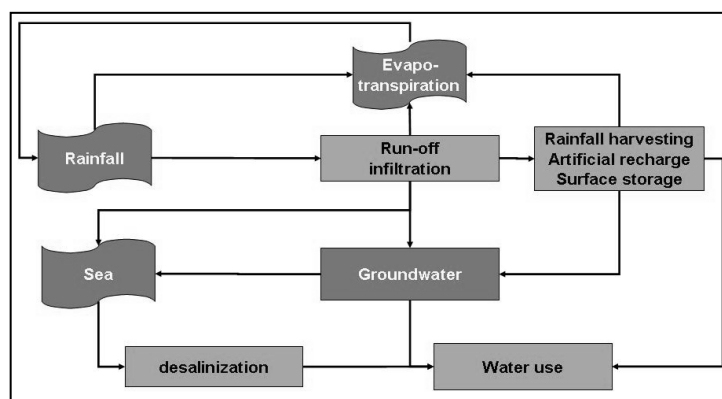 Evapo-
transpiration
Rainfall
Run-off
infiltration
Rainfall harvesting
Artificial recharge
Surface storage
Sea
Groundwater
desalinization
Water use